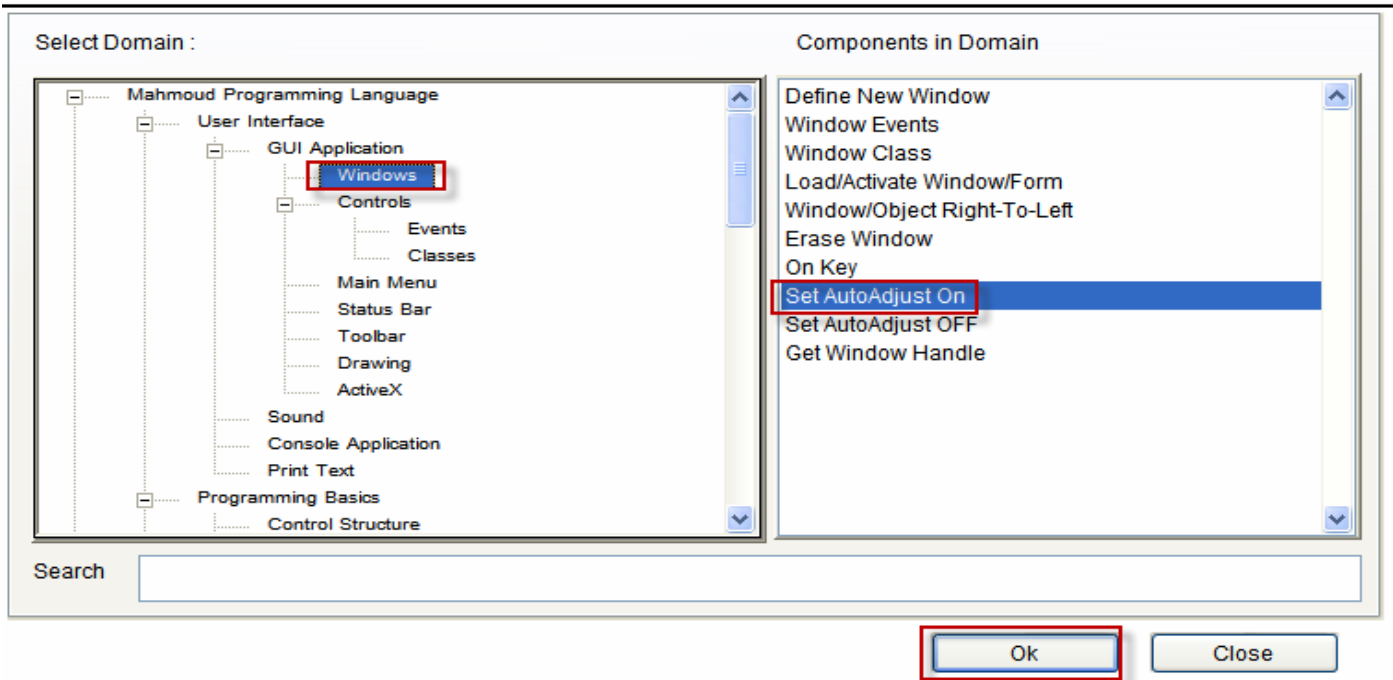 Select Domain :
Components in Domain
Mahmoud Programming Language
User Interface
GUI Application
Windows
Controls
Events
Classes
Main Menu
Status Bar
Toolbar
Drawing
ActiveX
Sound
Console Application
Print Text
Programming Basics
Control Structure
Define New Window
Window Events
Window Class
Load/Activate Window/Form
Window/Object Right-To-Left
Erase Window
On Key
Set AutoAdjust On
Set AutoAdjust OFF
Get Window Handle
Search
Ok
Close